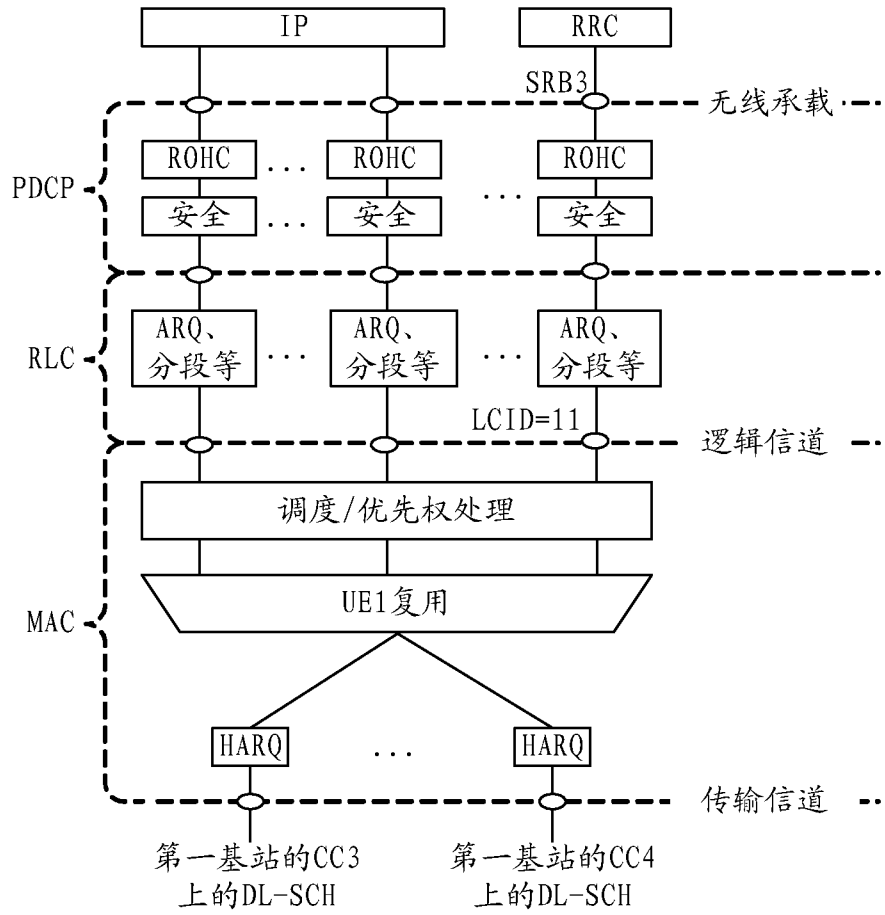 IP
RRC
SRB3
无线承载
PDCP
ROHC
...
ROHC
ROHC
...
安全
...
安全
安全
RLC
ARQ、
分段等
...
ARQ、
分段等
...
ARQ、
分段等
LCID=11
逻辑信道
调度/优先权处理
MAC
UE1复用
HARQ
...
HARQ
传输信道
第一基站的CC3
上的DL-SCH
第一基站的CC4
上的DL-SCH